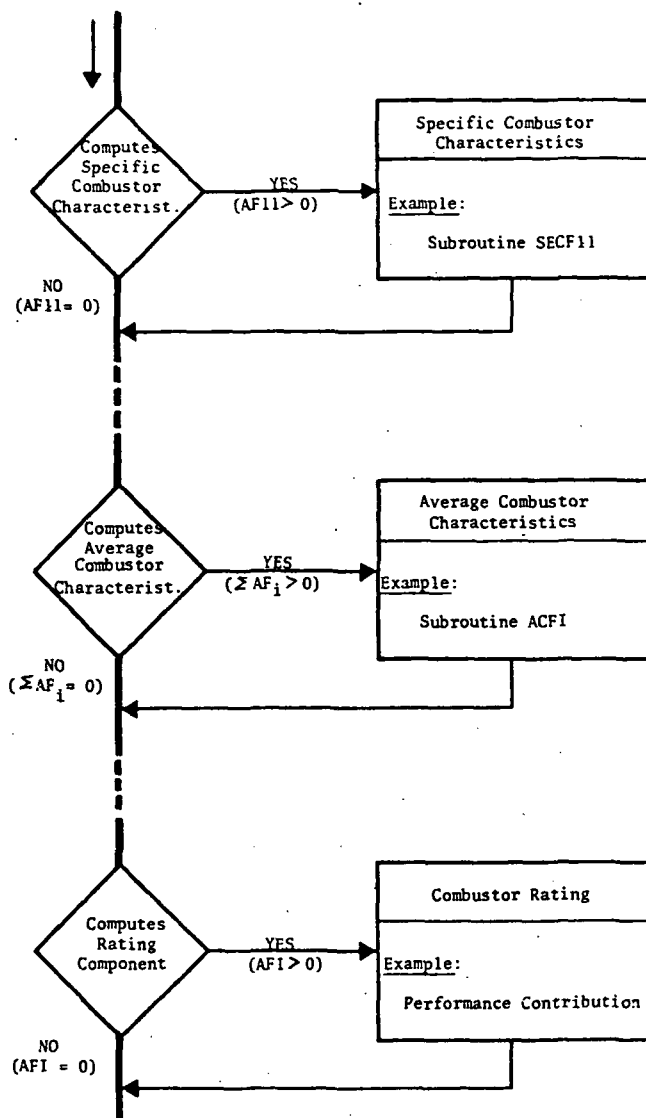 Computes
Specific
Combustor
Characterist.
YES
(AF11> 0)
Specific Combustor
Characteristics
Example:
Subroutine SECF11
NO
(AF11= 0)
Computes
Average
Combustor
Characterist.
YES
(Σ AFi >0)
Average Combustor
Characteristics
Example:
Subroutine ACFI
NO
(ΣAFi= 0)
Computes
Rating
Component
YES
(AFI> 0)
Combustor Rating
Example:
Performance Contribution
NO
(AFI = 0)